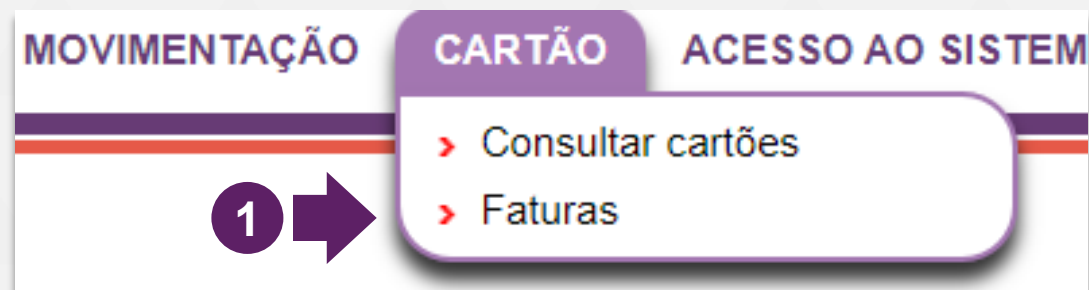 MOVIMENTAÇÃO CARTÃO ACESSO AO SISTEM
› Consultar cartões
1 › Faturas